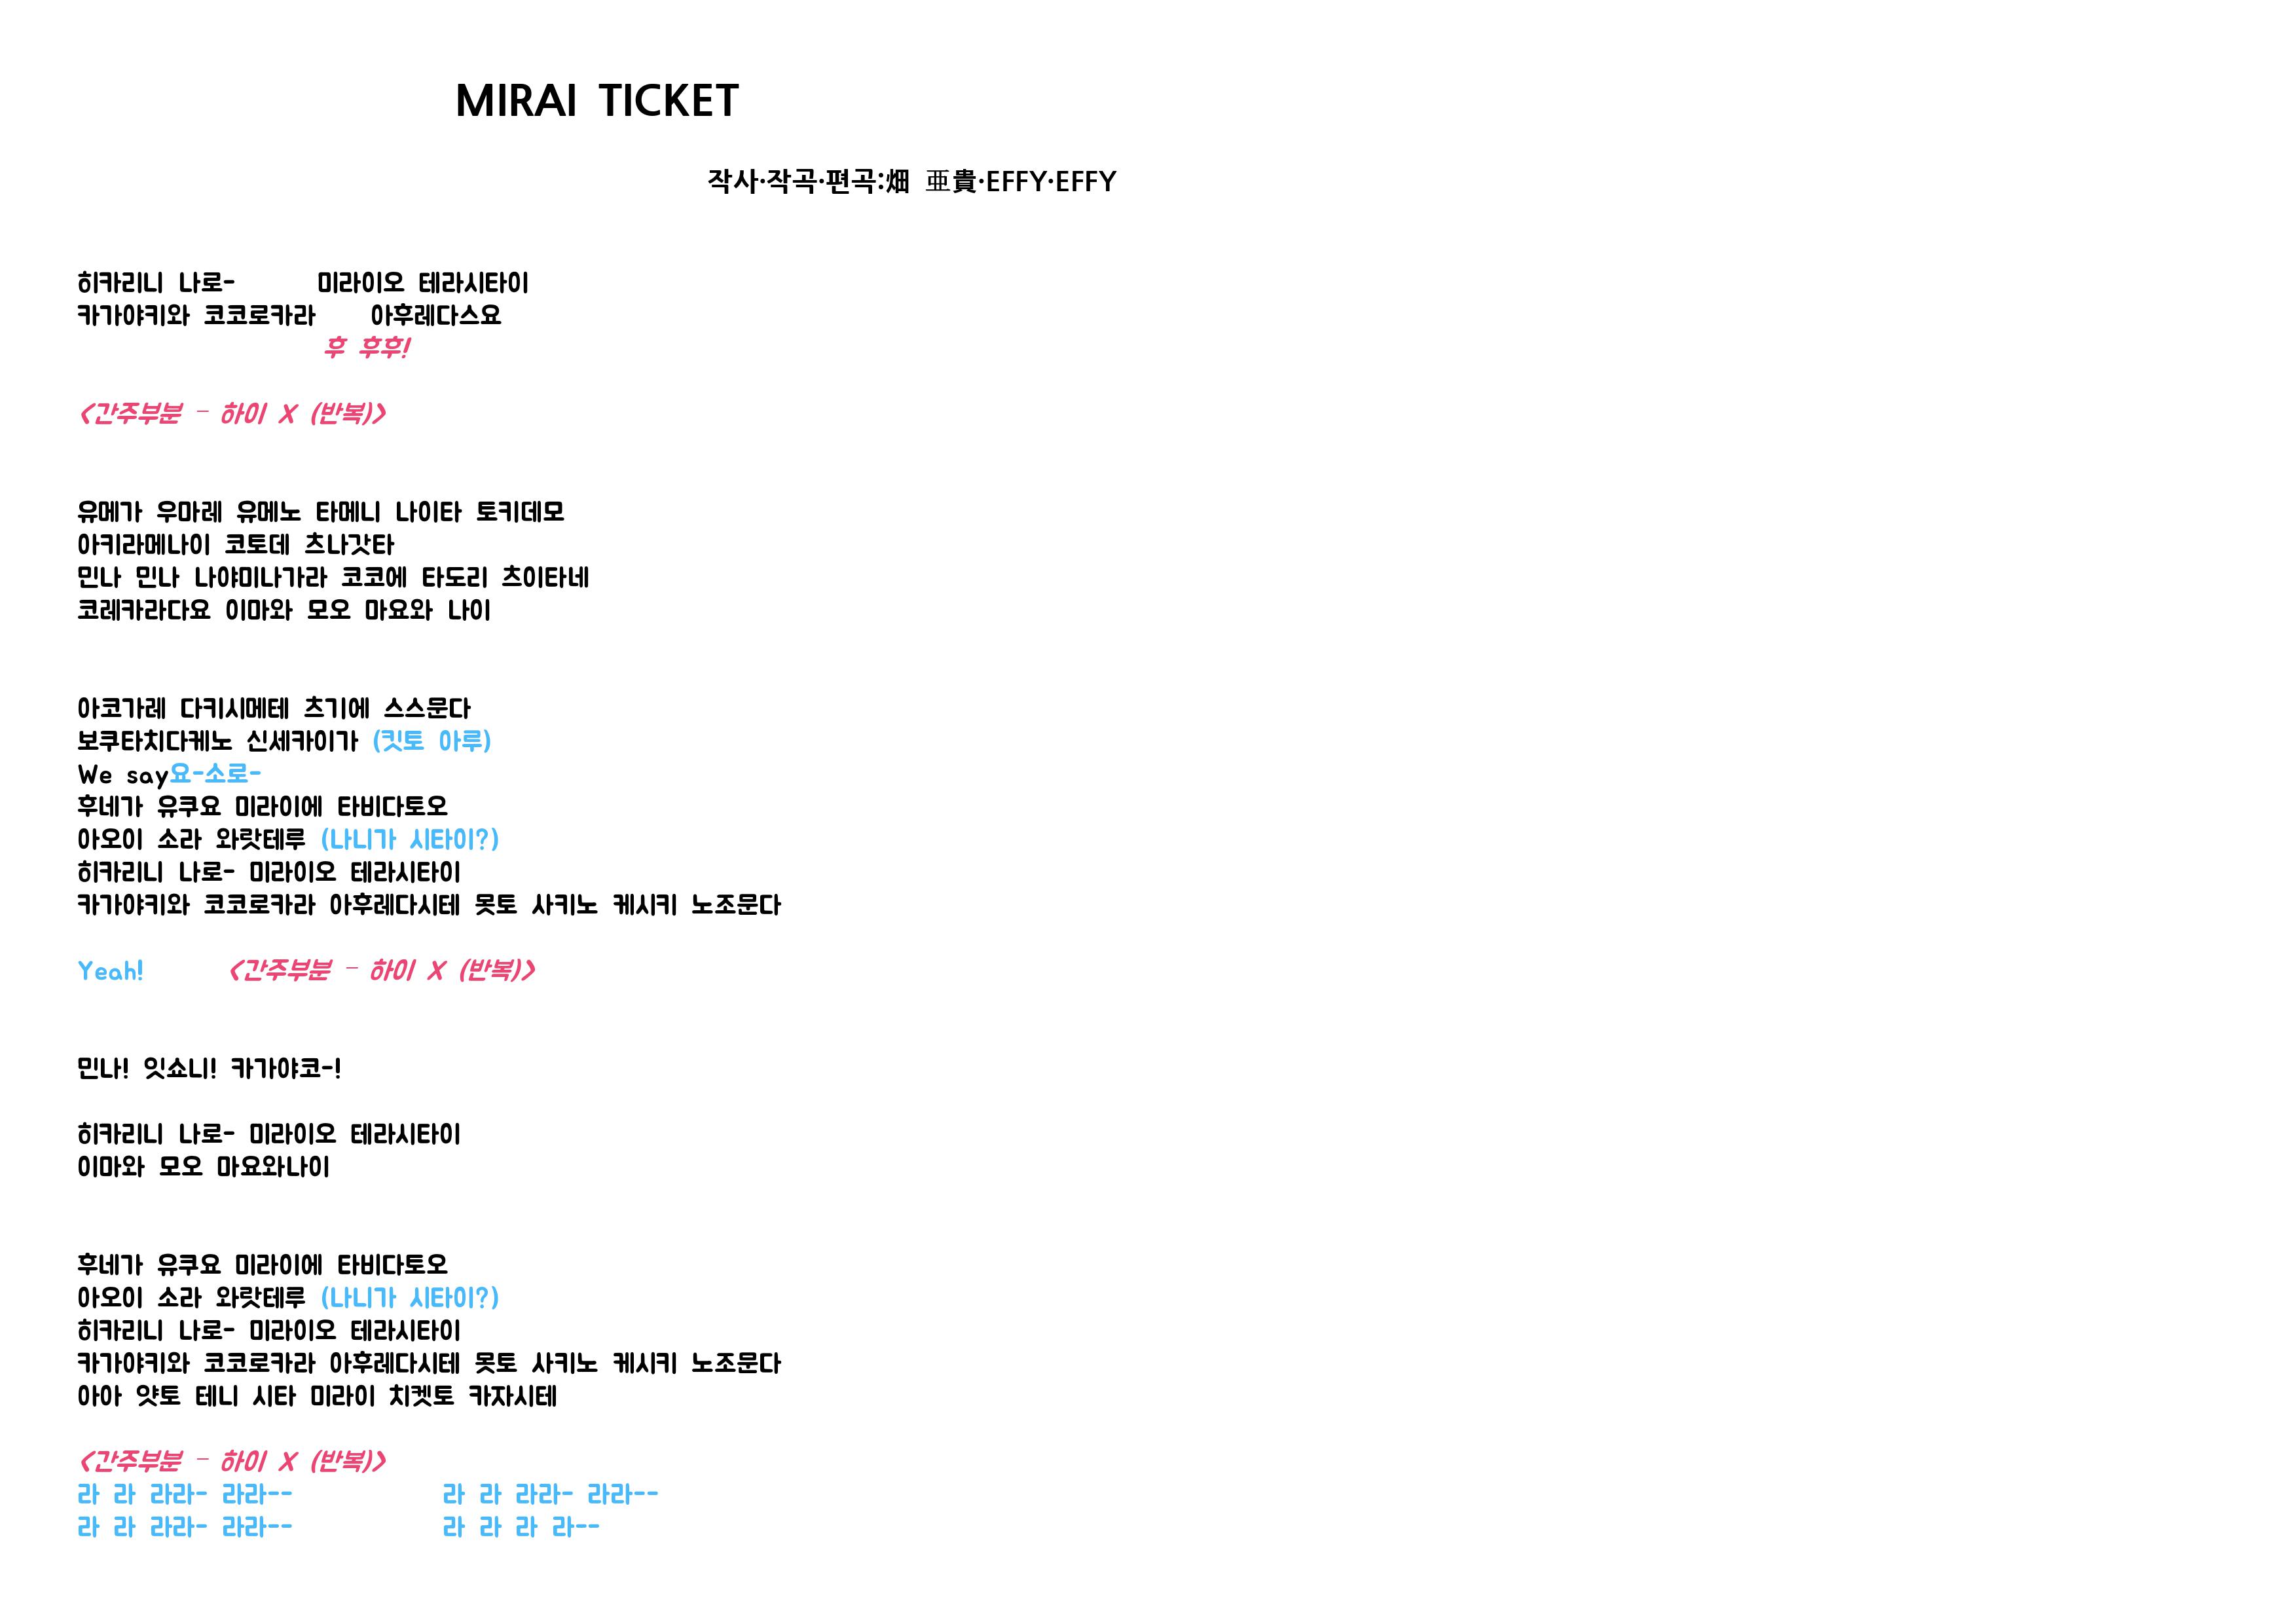 MIRAI TICKET
작사·작곡·편곡:畑 亜貴·EFFY·EFFY
히카리니 나로- 미라이오 테라시타이
카가야키와 코코로카라 아후레다스요
후 후후!
<간주부분 - 하이 X (반복)>
유메가 우마레 유메노 타메니 나이타 토키데모
아키라메나이 코토데 츠나갓타
민나 민나 나야미나가라 코코에 타도리 츠이타네
코레카라다요 이마와 모오 마요와 나이
아코가레 다키시메테 츠기에 스스문다
보쿠타치다케노 신세카이가 (킷토 아루)
We say요-소로-
후네가 유쿠요 미라이에 타비다토오
아오이 소라 와랏테루 (나니가 시타이?)
히카리니 나로- 미라이오 테라시타이
카가야키와 코코로카라 아후레다시테 못토 사키노 케시키 노조문다
Yeah! <간주부분 - 하이 X (반복)>
민나! 잇쇼니! 카가야코-!
히카리니 나로- 미라이오 테라시타이
이마와 모오 마요와나이
후네가 유쿠요 미라이에 타비다토오
아오이 소라 와랏테루 (나니가 시타이?)
히카리니 나로- 미라이오 테라시타이
카가야키와 코코로카라 아후레다시테 못토 사키노 케시키 노조문다
아아 얏토 테니 시타 미라이 치켓토 카자시테
<간주부분 - 하이 X (반복)>
라 라 라라- 라라-- 라 라 라라- 라라--
라 라 라라- 라라-- 라 라 라 라--